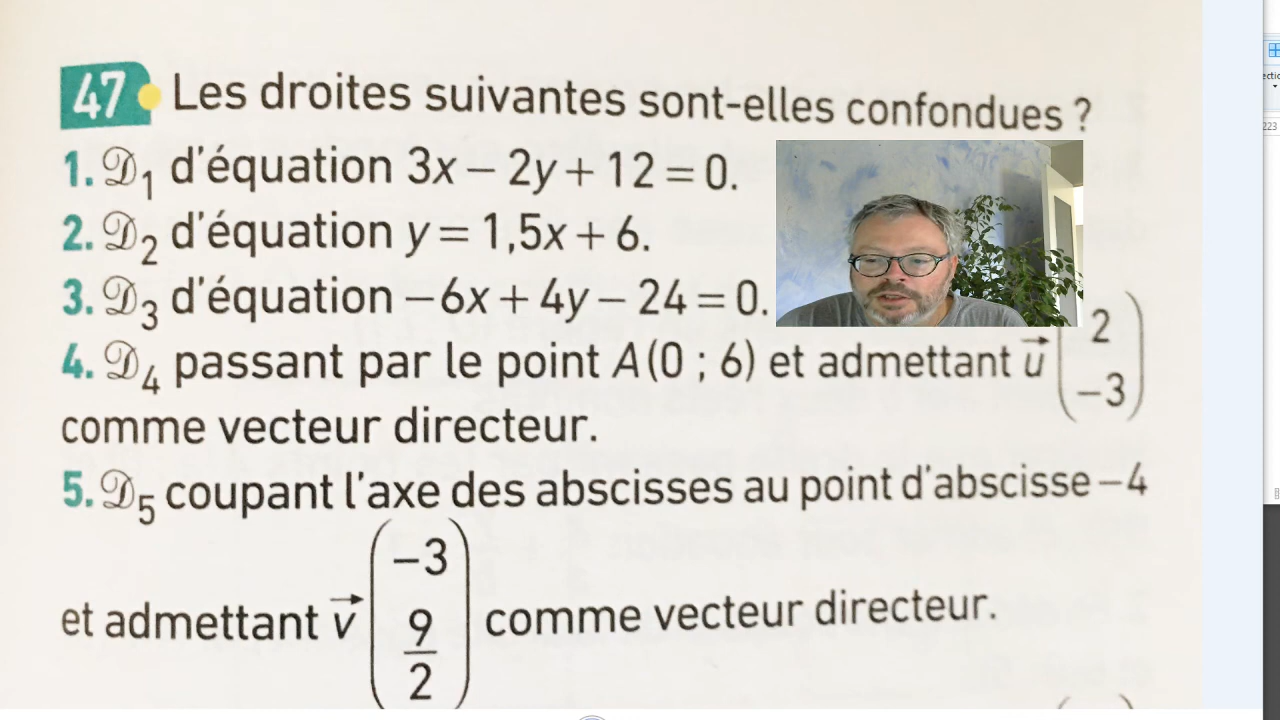 47 Les droites suivantes sont-elles confondues ?
1. 𝒟₁ d'équation 3x − 2y + 12 = 0.
2. 𝒟₂ d'équation y = 1,5x + 6.
3. 𝒟₃ d'équation −6x + 4y − 24 = 0.
4. 𝒟₄ passant par le point A(0 ; 6) et admettant u⃗ (2 ; −3)
comme vecteur directeur.
5. 𝒟₅ coupant l'axe des abscisses au point d'abscisse −4
et admettant v⃗ (−3 ; 9/2) comme vecteur directeur.
223